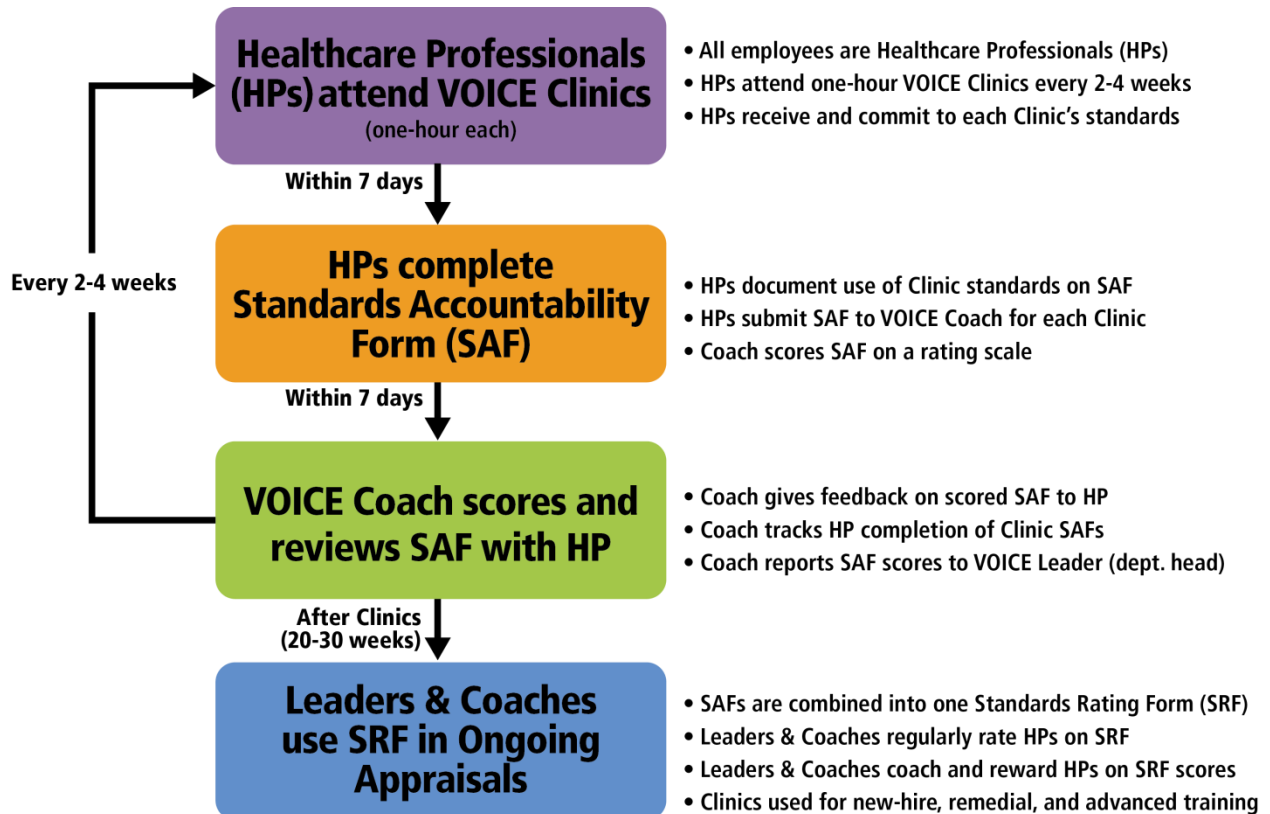 Healthcare Professionals
(HPs) attend VOICE Clinics
(one-hour each)
• All employees are Healthcare Professionals (HPs)
• HPs attend one-hour VOICE Clinics every 2-4 weeks
• HPs receive and commit to each Clinic's standards
Within 7 days
Every 2-4 weeks
HPs complete
Standards Accountability
Form (SAF)
• HPs document use of Clinic standards on SAF
• HPs submit SAF to VOICE Coach for each Clinic
• Coach scores SAF on a rating scale
Within 7 days
VOICE Coach scores and
reviews SAF with HP
• Coach gives feedback on scored SAF to HP
• Coach tracks HP completion of Clinic SAFs
• Coach reports SAF scores to VOICE Leader (dept. head)
After Clinics
(20-30 weeks)
Leaders & Coaches
use SRF in Ongoing
Appraisals
• SAFs are combined into one Standards Rating Form (SRF)
• Leaders & Coaches regularly rate HPs on SRF
• Leaders & Coaches coach and reward HPs on SRF scores
• Clinics used for new-hire, remedial, and advanced training